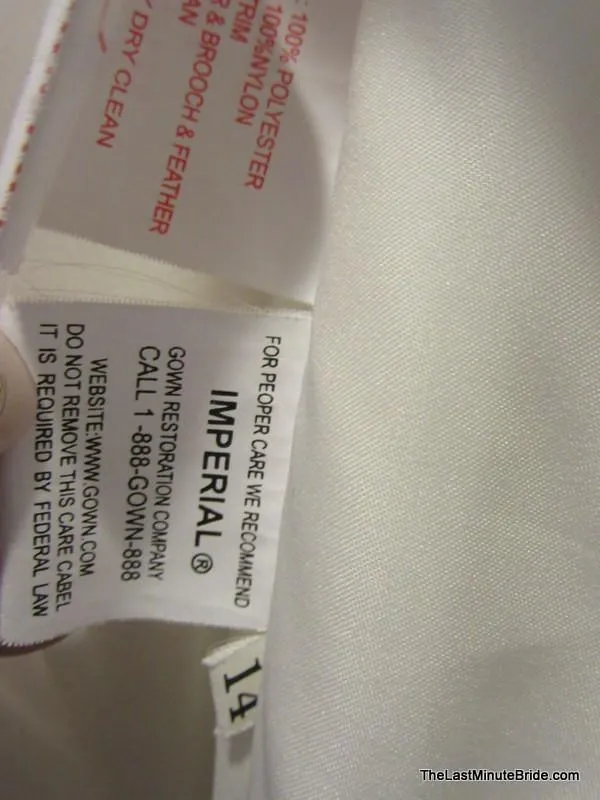 : 100% POLYESTER
100%NYLON
TRIM
R & BROOCH & FEATHER
AN
Y DRY CLEAN
FOR PEOPER CARE WE RECOMMEND
IMPERIAL®
GOWN RESTORATION COMPANY
CALL 1 -888-GOWN-888
WEBSITE:WWW.GOWN.COM
DO NOT REMOVE THIS CARE CABEL
IT IS REQUIRED BY FEDERAL LAW
14
TheLastMinuteBride.com